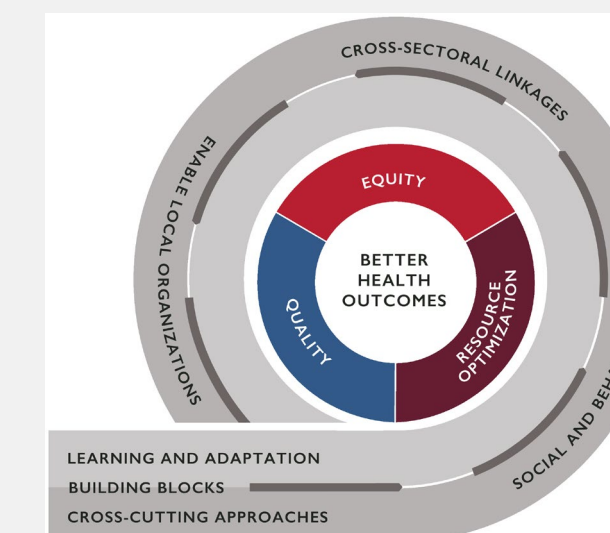 CROSS-SECTORAL LINKAGES
ENABLE LOCAL ORGANIZATIONS
EQUITY
BETTER
HEALTH
OUTCOMES
QUALITY
RESOURCE
OPTIMIZATION
SOCIAL AND
LEARNING AND ADAPTATION
BUILDING BLOCKS
CROSS-CUTTING APPROACHES